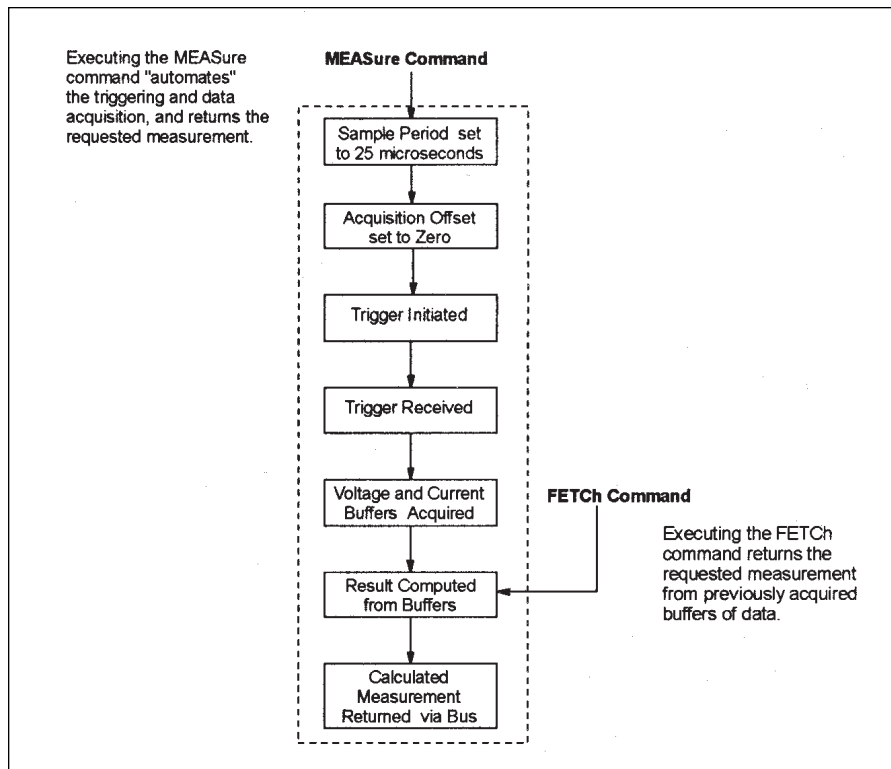 Executing the MEASure
command "automates"
the triggering and data
acquisition, and returns the
requested measurement.
MEASure Command
Sample Period set
to 25 microseconds
Acquisition Offset
set to Zero
Trigger Initiated
Trigger Received
Voltage and Current
Buffers Acquired
FETCh Command
Executing the FETCh
command returns the
requested measurement
from previously acquired
buffers of data.
Result Computed
from Buffers
Calculated
Measurement
Returned via Bus